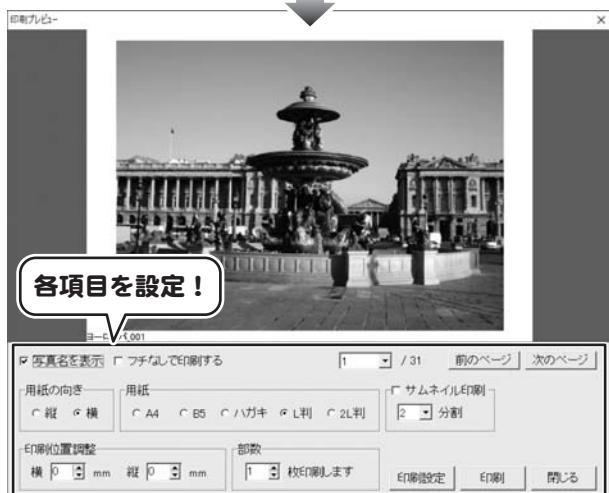 印刷プレビュー
各項目を設定！
001
写真名を表示 フチなしで印刷する 1 / 31 前のページ 次のページ
用紙の向き 用紙 サムネイル印刷
縦 横 A4 B5 ハガキ L判 2L判 2 分割
印刷位置調整 部数
横 0 mm 縦 0 mm 1 枚印刷します 印刷設定 印刷 閉じる